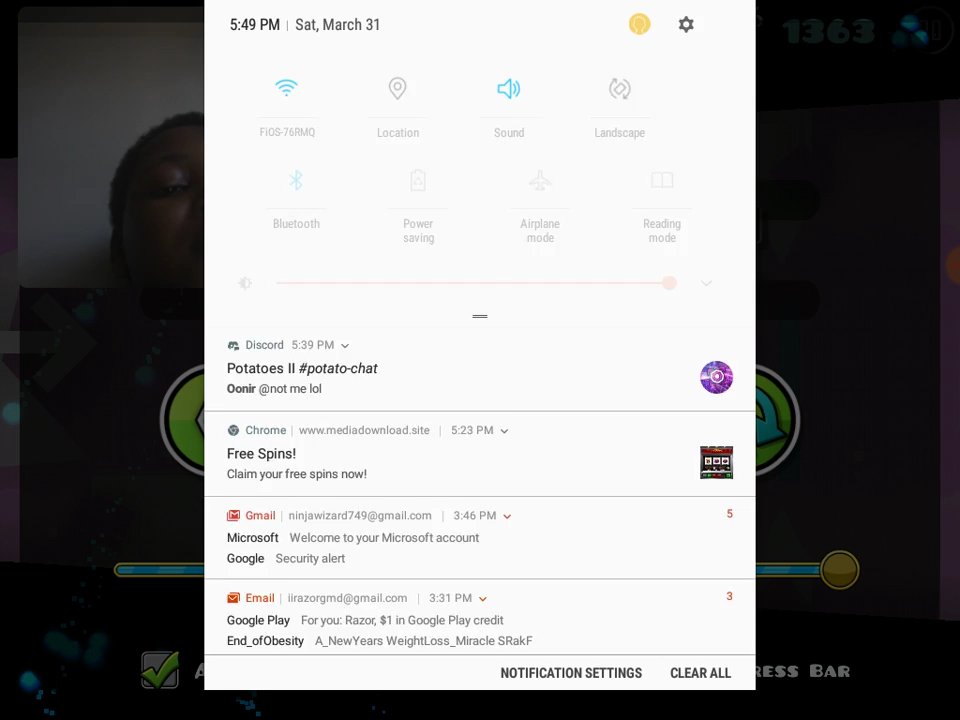 5:49 PM | Sat, March 31
1363
FiOS-76RMQ
Location
Sound
Landscape
Bluetooth
Power
saving
Airplane
mode
Reading
mode
Discord 5:39 PM
Potatoes II #potato-chat
Oonir @not me lol
Chrome | www.mediadownload.site | 5:23 PM
Free Spins!
Claim your free spins now!
Gmail | ninjawizard749@gmail.com | 3:46 PM 5
Microsoft Welcome to your Microsoft account
Google Security alert
Email | iirazorgmd@gmail.com | 3:31 PM 3
Google Play For you: Razor, $1 in Google Play credit
End_ofObesity A_NewYears WeightLoss_Miracle SRakF
NOTIFICATION SETTINGS CLEAR ALL
Bar